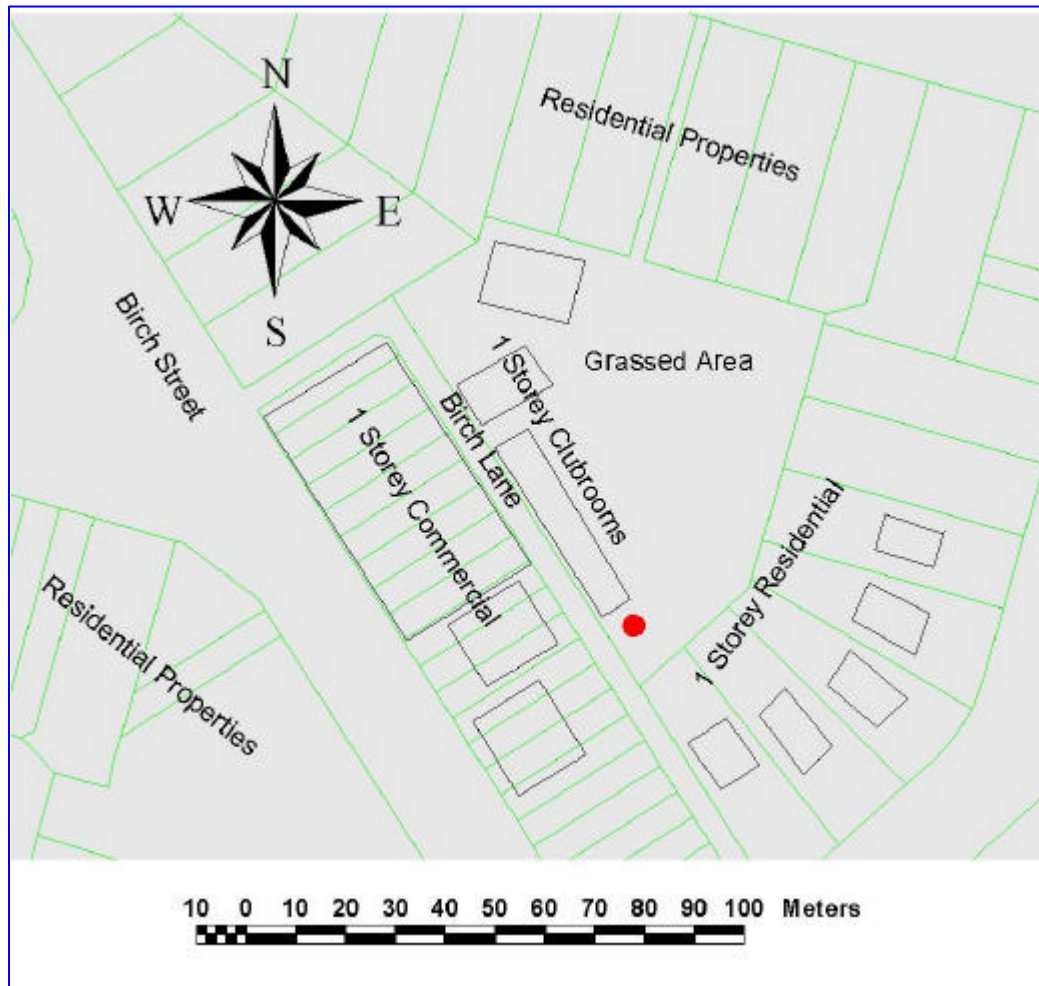 N
Residential Properties
W
E
S
Birch Street
Grassed Area
1 Storey Clubrooms
Birch Lane
1 Storey Commercial
1 Storey Residential
Residential Properties
10 0 10 20 30 40 50 60 70 80 90 100 Meters